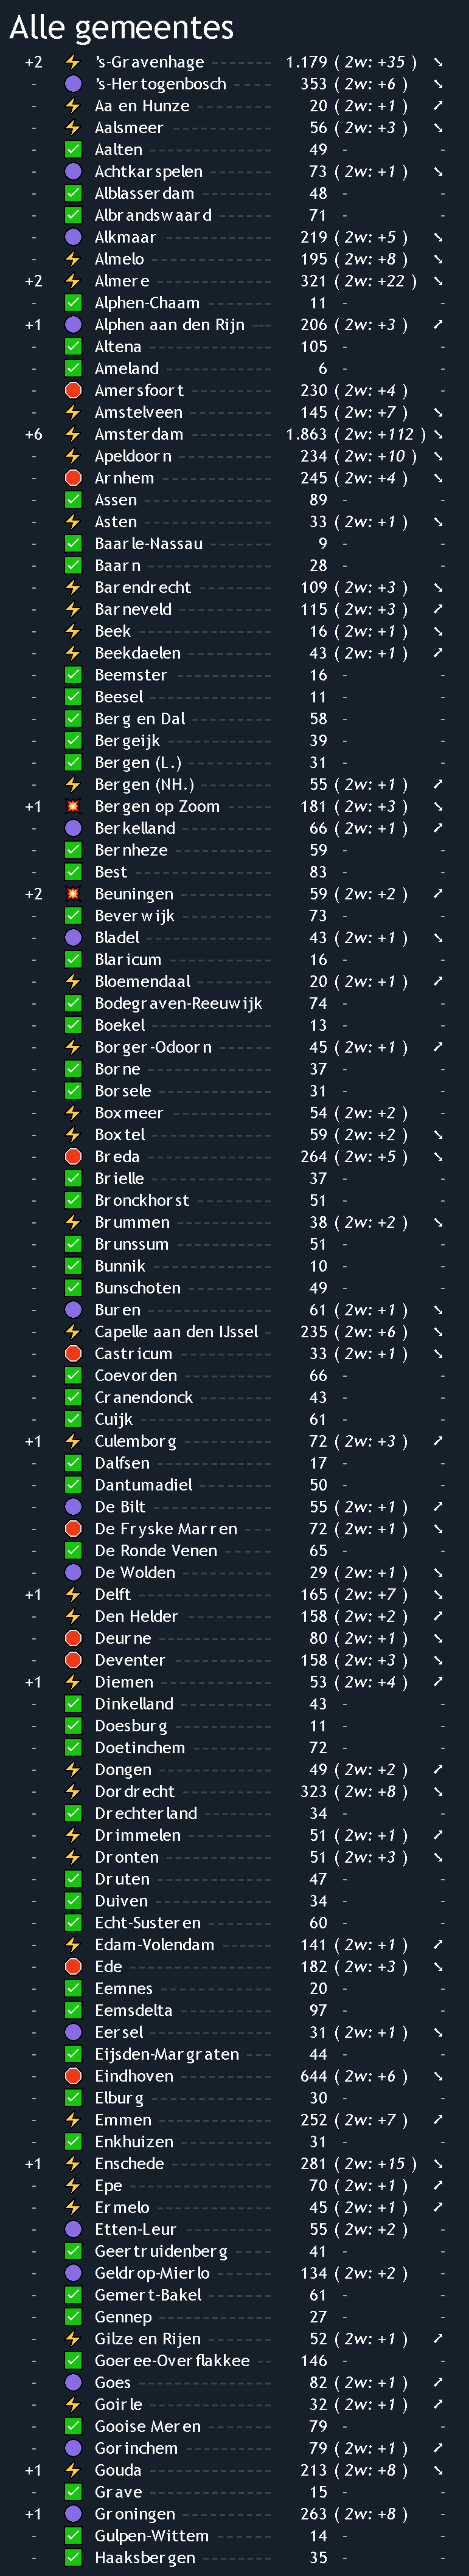 Alle gemeentes
+2 's-Gravenhage 1.179 ( 2w: +35 )
- 's-Hertogenbosch 353 ( 2w: +6 )
- Aa en Hunze 20 ( 2w: +1 )
- Aalsmeer 56 ( 2w: +3 )
- Aalten 49 - -
- Achtkarspelen 73 ( 2w: +1 )
- Alblasserdam 48 - -
- Albrandswaard 71 - -
- Alkmaar 219 ( 2w: +5 )
- Almelo 195 ( 2w: +8 )
+2 Almere 321 ( 2w: +22 )
- Alphen-Chaam 11 - -
+1 Alphen aan den Rijn 206 ( 2w: +3 )
- Altena 105 - -
- Ameland 6 - -
- Amersfoort 230 ( 2w: +4 ) -
- Amstelveen 145 ( 2w: +7 )
+6 Amsterdam 1.863 ( 2w: +112 )
- Apeldoorn 234 ( 2w: +10 )
- Arnhem 245 ( 2w: +4 )
- Assen 89 - -
- Asten 33 ( 2w: +1 )
- Baarle-Nassau 9 - -
- Baarn 28 - -
- Barendrecht 109 ( 2w: +3 )
- Barneveld 115 ( 2w: +3 )
- Beek 16 ( 2w: +1 )
- Beekdaelen 43 ( 2w: +1 )
- Beemster 16 - -
- Beesel 11 - -
- Berg en Dal 58 - -
- Bergeijk 39 - -
- Bergen (L.) 31 - -
- Bergen (NH.) 55 ( 2w: +1 )
+1 Bergen op Zoom 181 ( 2w: +3 )
- Berkelland 66 ( 2w: +1 )
- Bernheze 59 - -
- Best 83 - -
+2 Beuningen 59 ( 2w: +2 )
- Beverwijk 73 - -
- Bladel 43 ( 2w: +1 )
- Blaricum 16 - -
- Bloemendaal 20 ( 2w: +1 )
- Bodegraven-Reeuwijk 74 - -
- Boekel 13 - -
- Borger-Odoorn 45 ( 2w: +1 )
- Borne 37 - -
- Borsele 31 - -
- Boxmeer 54 ( 2w: +2 ) -
- Boxtel 59 ( 2w: +2 )
- Breda 264 ( 2w: +5 )
- Brielle 37 - -
- Bronckhorst 51 - -
- Brummen 38 ( 2w: +2 )
- Brunssum 51 - -
- Bunnik 10 - -
- Bunschoten 49 - -
- Buren 61 ( 2w: +1 )
- Capelle aan den IJssel 235 ( 2w: +6 )
- Castricum 33 ( 2w: +1 )
- Coevorden 66 - -
- Cranendonck 43 - -
- Cuijk 61 - -
+1 Culemborg 72 ( 2w: +3 )
- Dalfsen 17 - -
- Dantumadiel 50 - -
- De Bilt 55 ( 2w: +1 )
- De Fryske Marren 72 ( 2w: +1 )
- De Ronde Venen 65 - -
- De Wolden 29 ( 2w: +1 )
+1 Delft 165 ( 2w: +7 )
- Den Helder 158 ( 2w: +2 )
- Deurne 80 ( 2w: +1 )
- Deventer 158 ( 2w: +3 )
+1 Diemen 53 ( 2w: +4 )
- Dinkelland 43 - -
- Doesburg 11 - -
- Doetinchem 72 - -
- Dongen 49 ( 2w: +2 )
- Dordrecht 323 ( 2w: +8 )
- Drechterland 34 - -
- Drimmelen 51 ( 2w: +1 )
- Dronten 51 ( 2w: +3 )
- Druten 47 - -
- Duiven 34 - -
- Echt-Susteren 60 - -
- Edam-Volendam 141 ( 2w: +1 )
- Ede 182 ( 2w: +3 )
- Eemnes 20 - -
- Eemsdelta 97 - -
- Eersel 31 ( 2w: +1 )
- Eijsden-Margraten 44 - -
- Eindhoven 644 ( 2w: +6 )
- Elburg 30 - -
- Emmen 252 ( 2w: +7 )
- Enkhuizen 31 - -
+1 Enschede 281 ( 2w: +15 )
- Epe 70 ( 2w: +1 )
- Ermelo 45 ( 2w: +1 )
- Etten-Leur 55 ( 2w: +2 ) -
- Geertruidenberg 41 - -
- Geldrop-Mierlo 134 ( 2w: +2 ) -
- Gemert-Bakel 61 - -
- Gennep 27 - -
- Gilze en Rijen 52 ( 2w: +1 )
- Goeree-Overflakkee 146 - -
- Goes 82 ( 2w: +1 )
- Goirle 32 ( 2w: +1 )
- Gooise Meren 79 - -
- Gorinchem 79 ( 2w: +1 )
+1 Gouda 213 ( 2w: +8 )
- Grave 15 - -
+1 Groningen 263 ( 2w: +8 ) -
- Gulpen-Wittem 14 - -
- Haaksbergen 35 - -